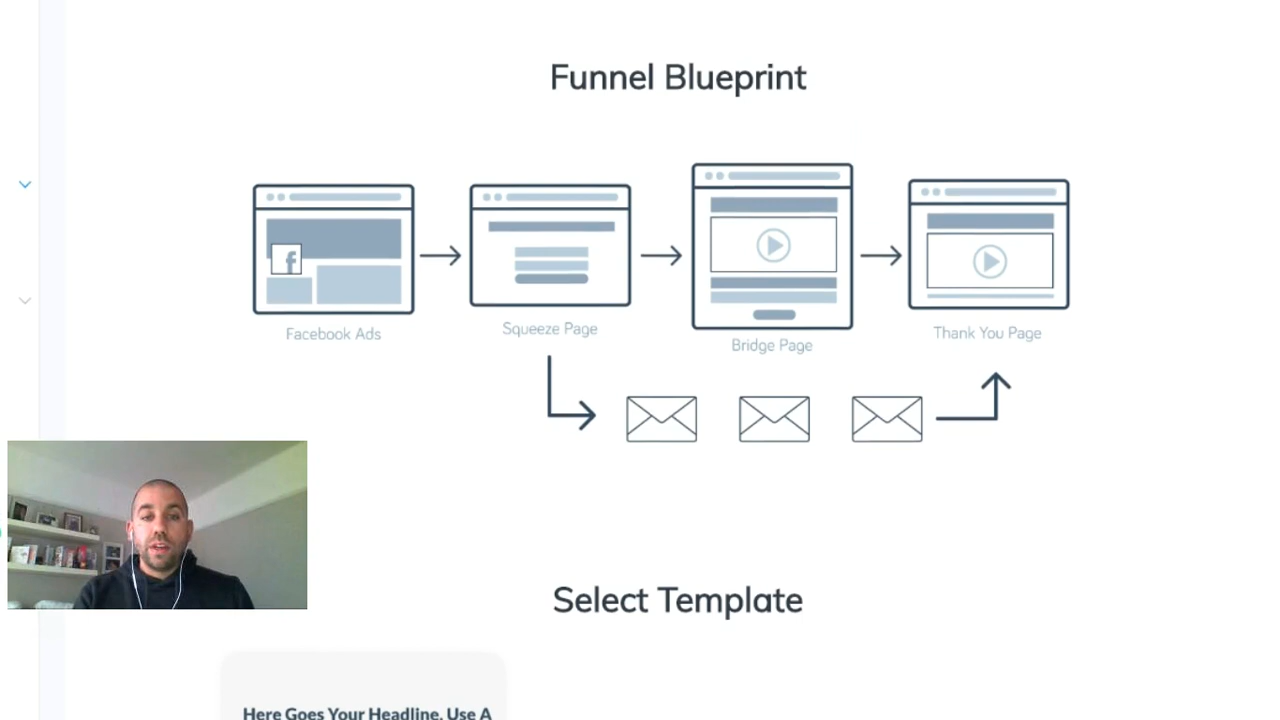 Funnel Blueprint
f
Facebook Ads
Squeeze Page
Bridge Page
Thank You Page
Select Template
Here Goes Your Headline. Use A